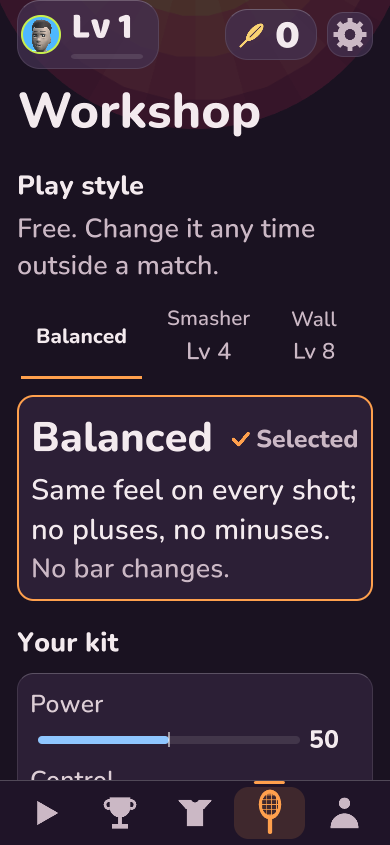 Lv 1
0
Workshop
Play style
Free. Change it any time
outside a match.
Balanced
Smasher
Lv 4
Wall
Lv 8
Balanced
Selected
Same feel on every shot;
no pluses, no minuses.
No bar changes.
Your kit
Power
50
Control